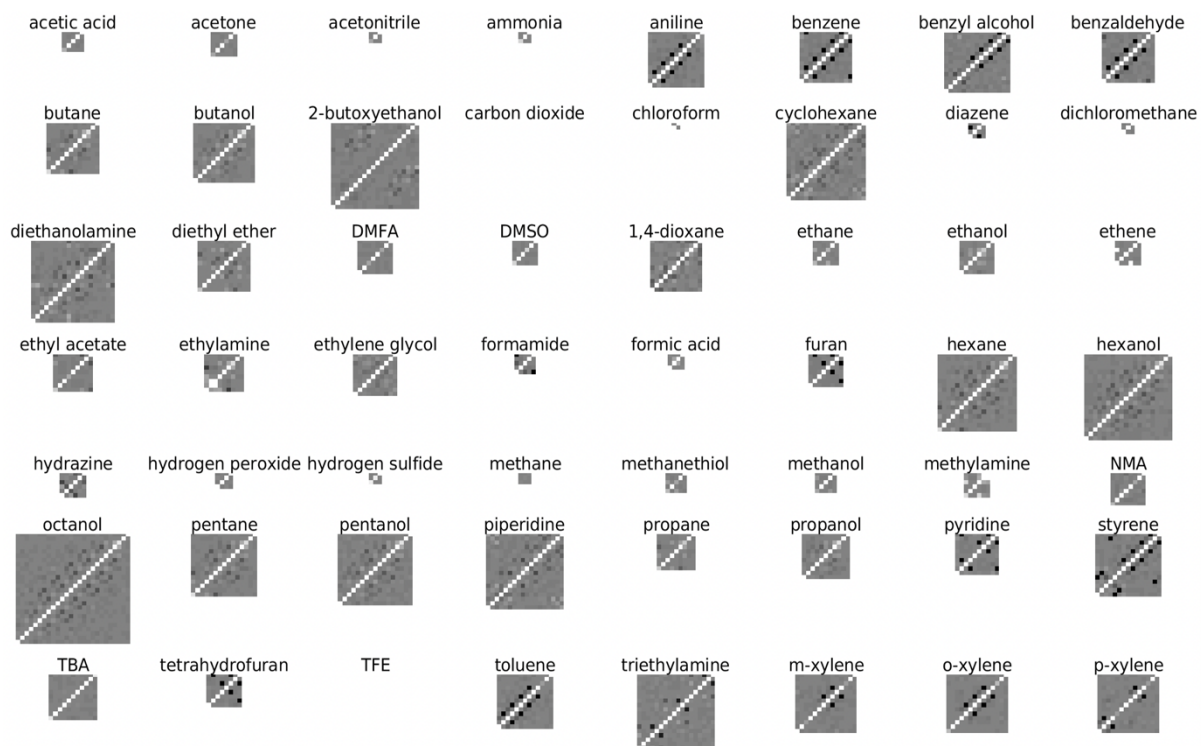 acetic acid acetone acetonitrile ammonia aniline benzene benzyl alcohol benzaldehyde
butane butanol 2-butoxyethanol carbon dioxide chloroform cyclohexane diazene dichloromethane
diethanolamine diethyl ether DMFA DMSO 1,4-dioxane ethane ethanol ethene
ethyl acetate ethylamine ethylene glycol formamide formic acid furan hexane hexanol
hydrazine hydrogen peroxide hydrogen sulfide methane methanethiol methanol methylamine NMA
octanol pentane pentanol piperidine propane propanol pyridine styrene
TBA tetrahydrofuran TFE toluene triethylamine m-xylene o-xylene p-xylene